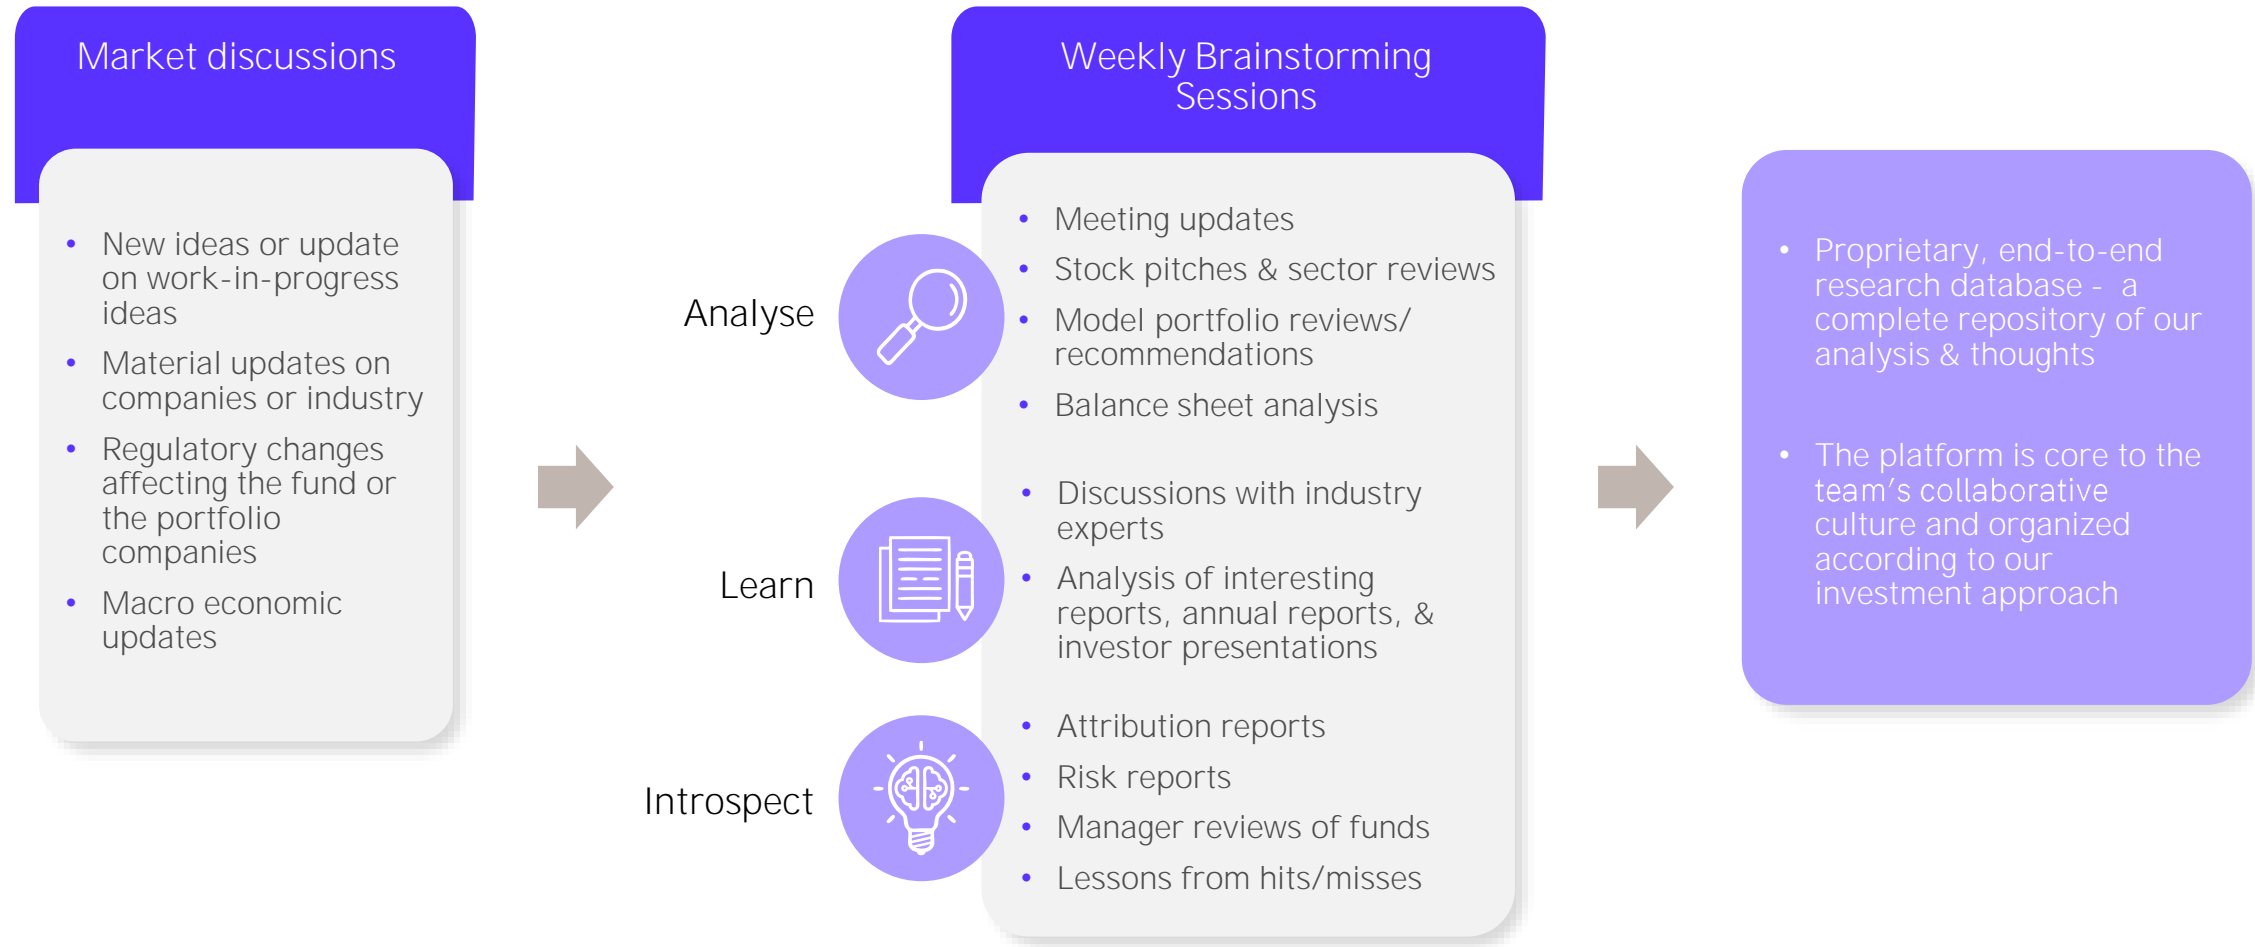 Market discussions
• New ideas or update
on work-in-progress
ideas
• Material updates on
companies or industry
• Regulatory changes
affecting the fund or
the portfolio
companies
• Macro economic
updates
Weekly Brainstorming
Sessions
Analyse
• Meeting updates
• Stock pitches & sector reviews
• Model portfolio reviews/
recommendations
• Balance sheet analysis
Learn
• Discussions with industry
experts
• Analysis of interesting
reports, annual reports, &
investor presentations
Introspect
• Attribution reports
• Risk reports
• Manager reviews of funds
• Lessons from hits/misses
• Proprietary, end-to-end
research database - a
complete repository of our
analysis & thoughts
• The platform is core to the
team’s collaborative
culture and organized
according to our
investment approach